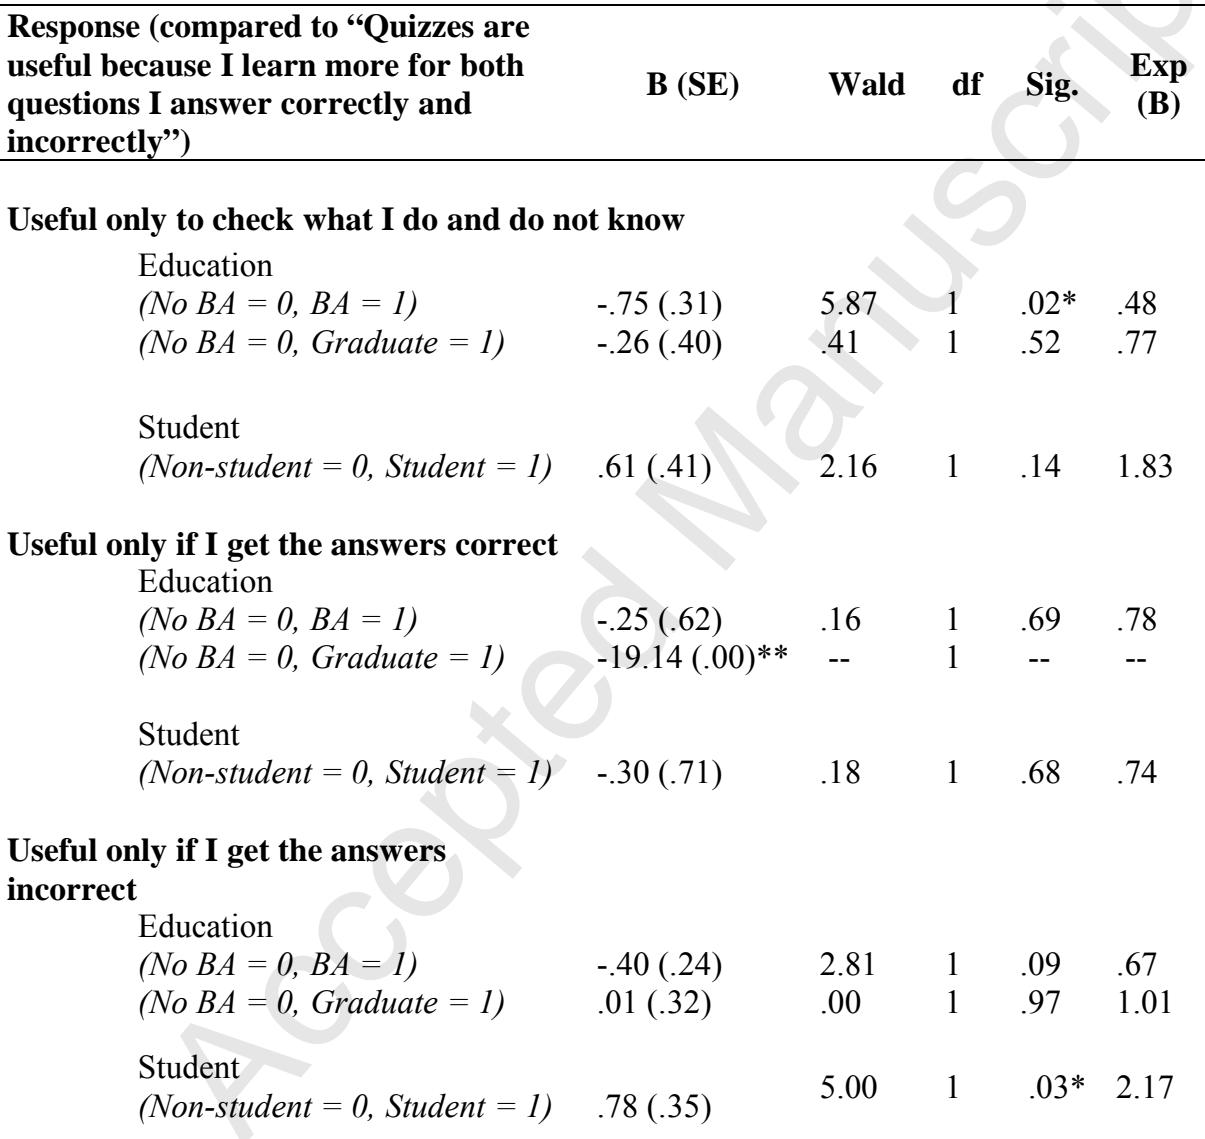 Response (compared to “Quizzes are
useful because I learn more for both
questions I answer correctly and
incorrectly”) B (SE) Wald df Sig. Exp
(B)
Useful only to check what I do and do not know
Education
(No BA = 0, BA = 1) -.75 (.31) 5.87 1 .02* .48
(No BA = 0, Graduate = 1) -.26 (.40) .41 1 .52 .77
Student
(Non-student = 0, Student = 1) .61 (.41) 2.16 1 .14 1.83
Useful only if I get the answers correct
Education
(No BA = 0, BA = 1) -.25 (.62) .16 1 .69 .78
(No BA = 0, Graduate = 1) -19.14 (.00)** -- 1 -- --
Student
(Non-student = 0, Student = 1) -.30 (.71) .18 1 .68 .74
Useful only if I get the answers
incorrect
Education
(No BA = 0, BA = 1) -.40 (.24) 2.81 1 .09 .67
(No BA = 0, Graduate = 1) .01 (.32) .00 1 .97 1.01
Student
(Non-student = 0, Student = 1) .78 (.35) 5.00 1 .03* 2.17
Accepted Manuscrip